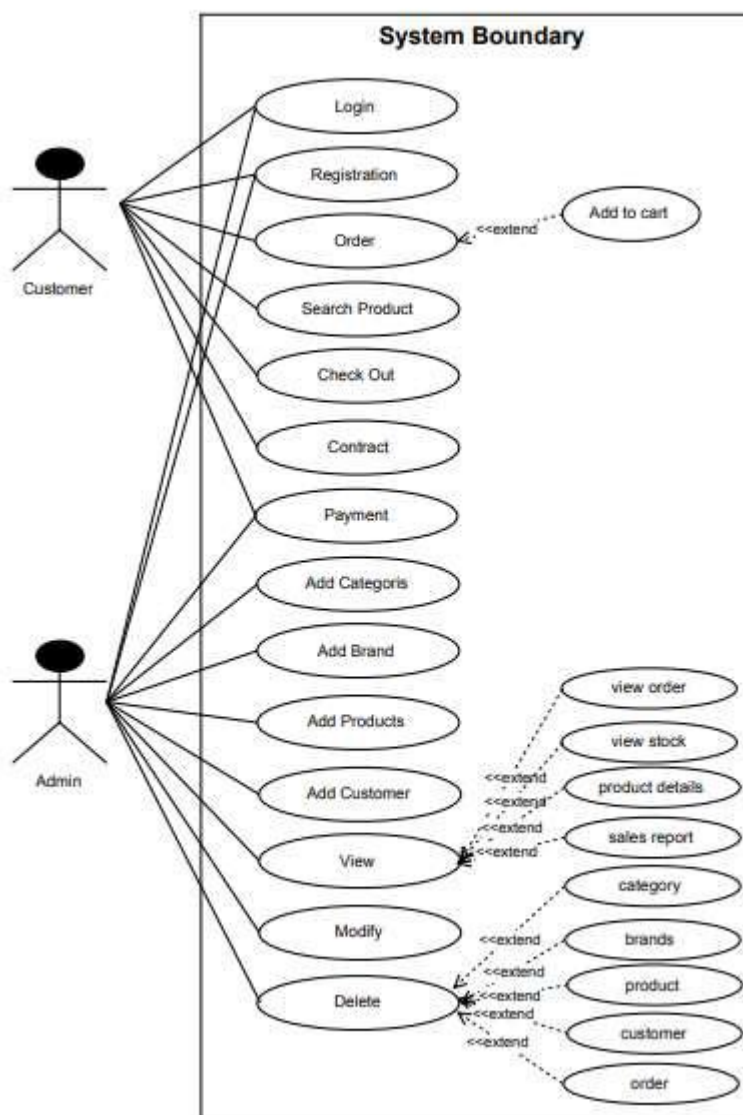 System Boundary
Login
Registration
Order
<<extend
Add to cart
Customer
Search Product
Check Out
Contract
Payment
Add Categoris
Add Brand
Add Products
Add Customer
Admin
View
Modify
Delete
view order
view stock
<<extend
product details
<<extend
<<extend
sales report
<<extend
category
<<extend
brands
<<extend
product
<<extend
customer
<<extend
order
<<extend